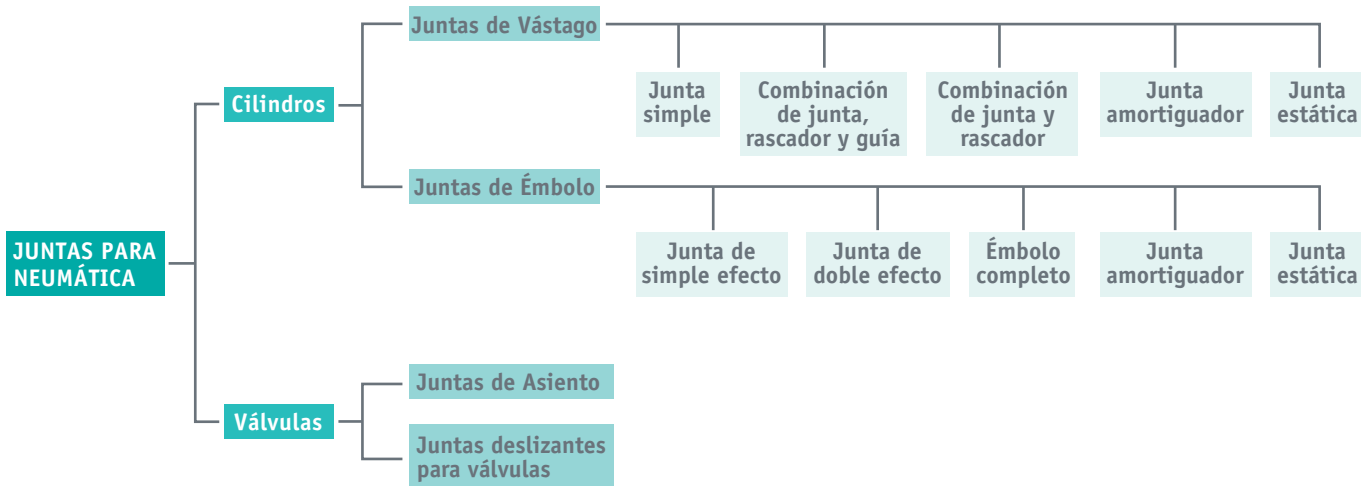 Juntas de Vástago
Junta
simple
Combinación
de junta,
rascador y guía
Combinación
de junta y
rascador
Junta
amortiguador
Junta
estática
Cilindros
Juntas de Émbolo
Junta de
simple efecto
Junta de
doble efecto
Émbolo
completo
Junta
amortiguador
Junta
estática
JUNTAS PARA
NEUMÁTICA
Juntas de Asiento
Válvulas
Juntas deslizantes
para válvulas